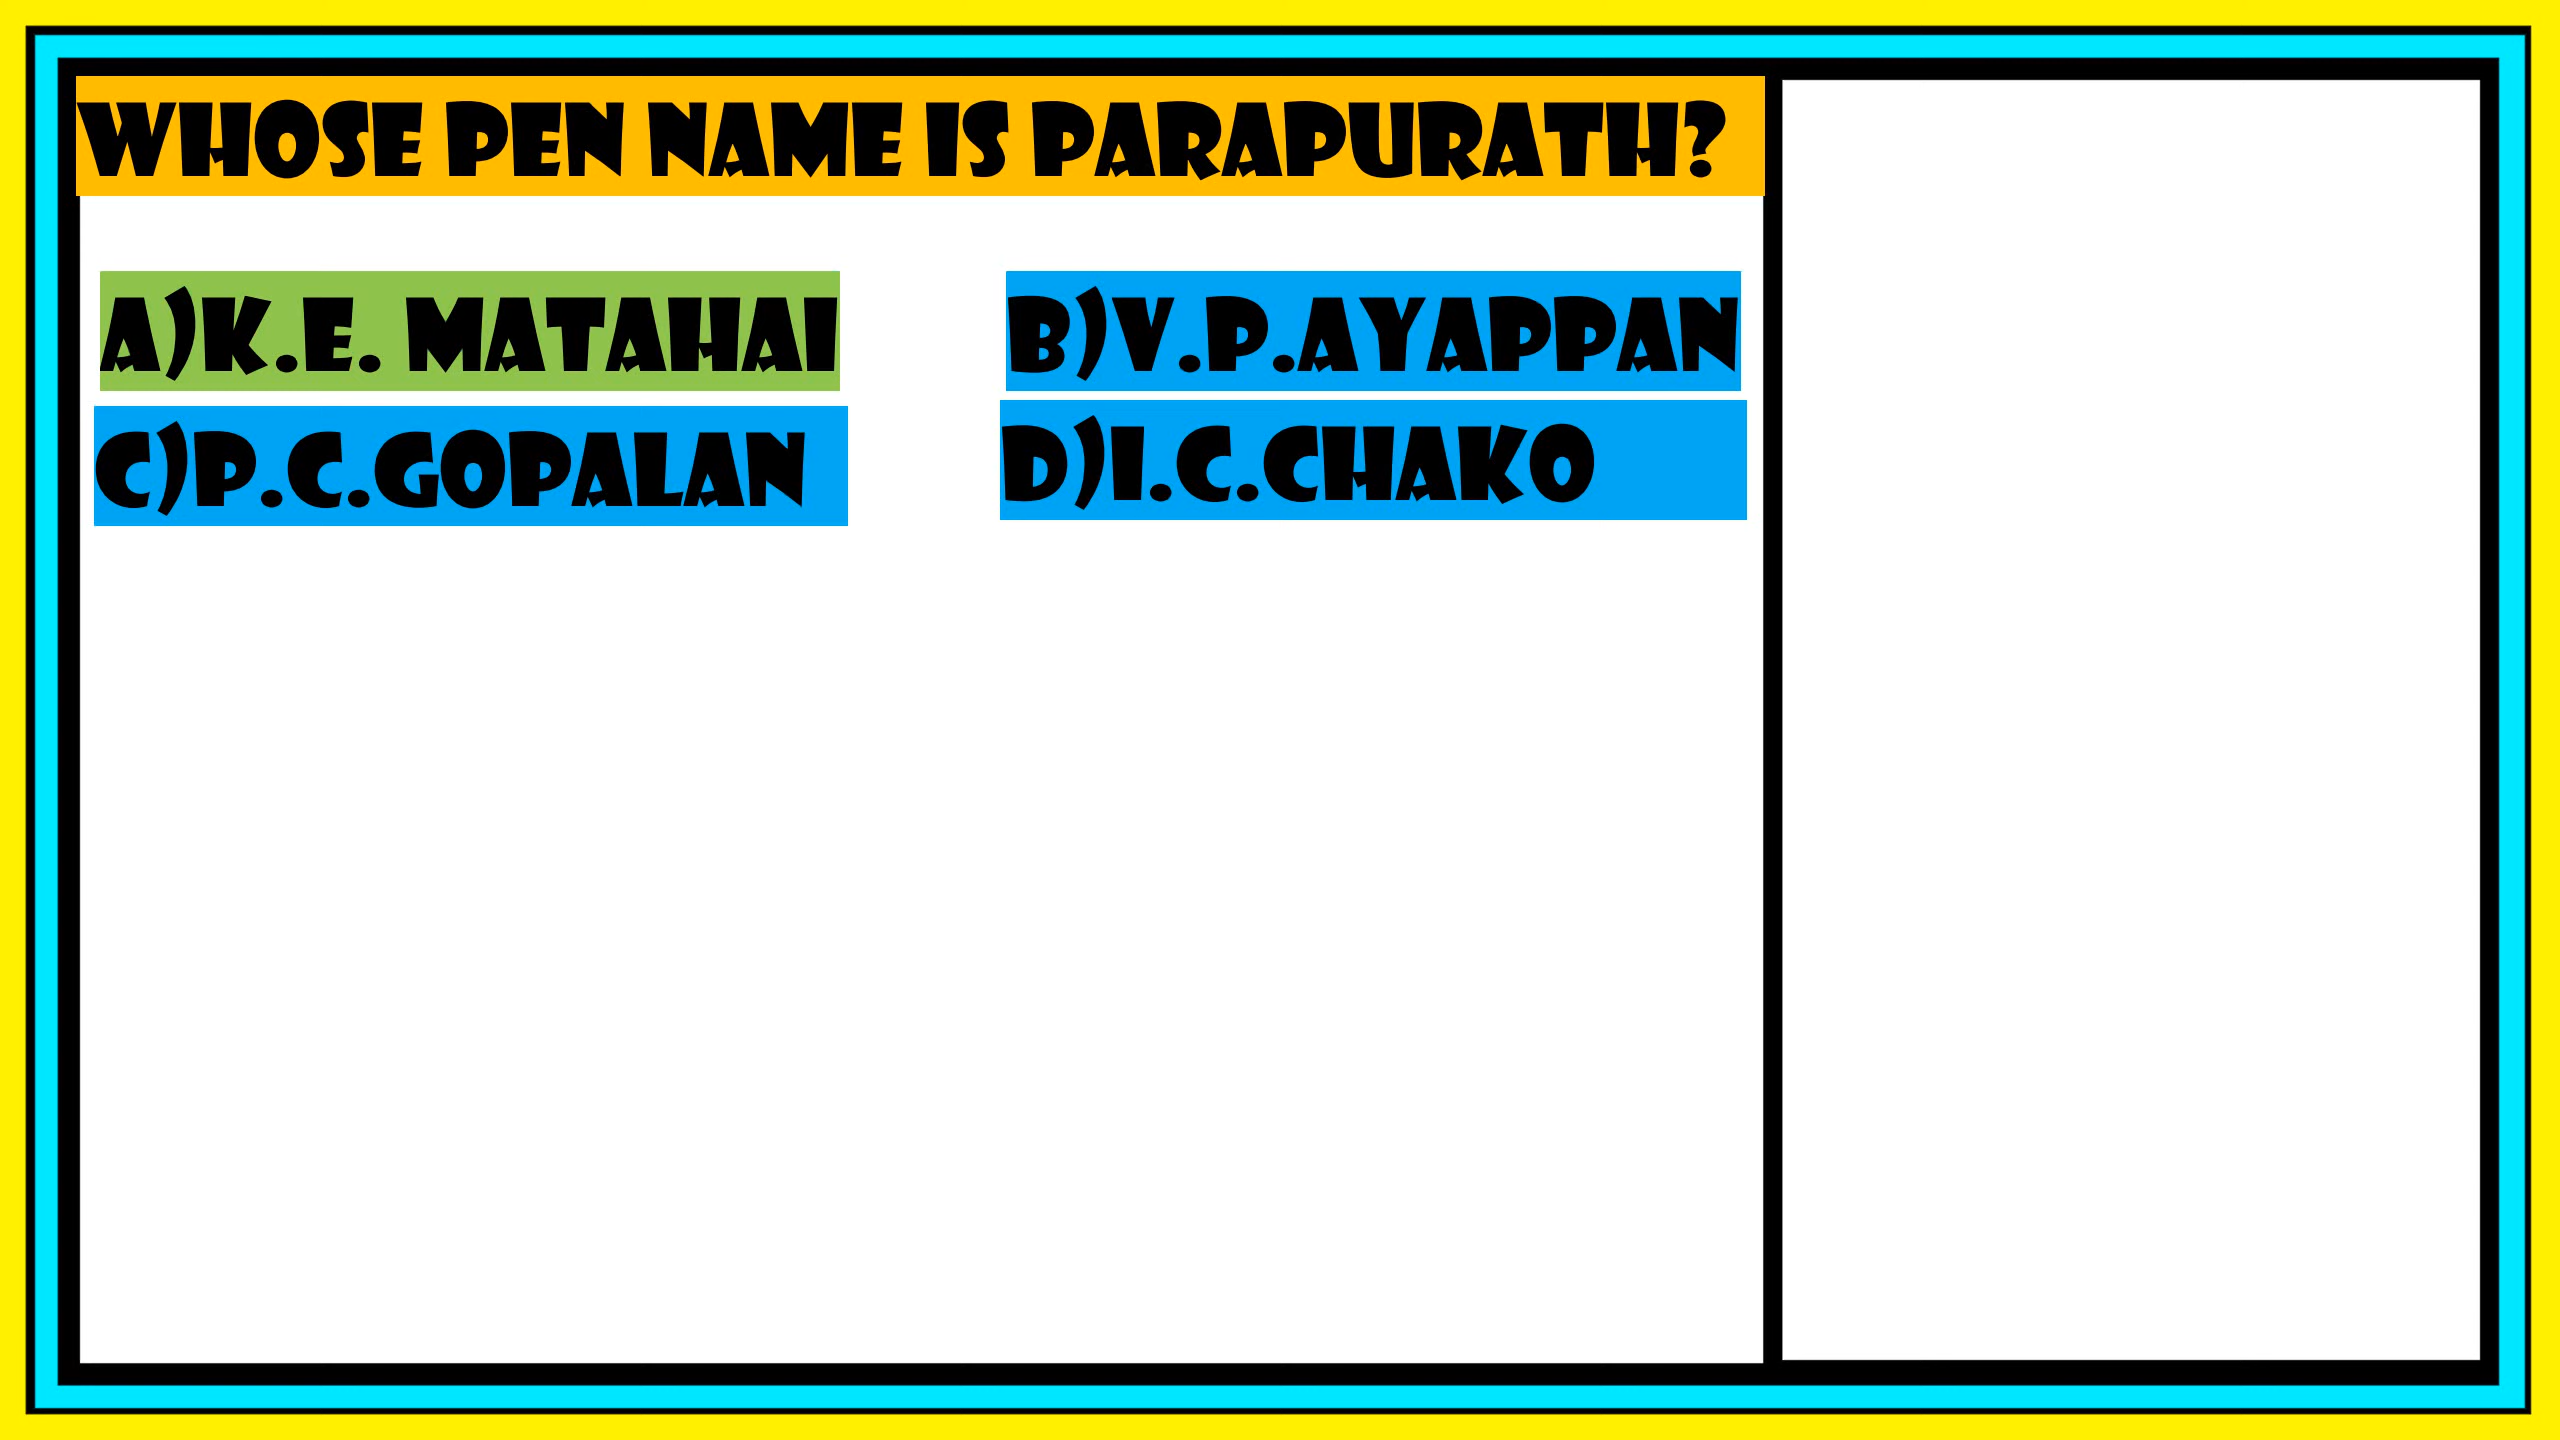 WHOSE PEN NAME IS PARAPURATH?
A)K.E. MATAHAI
B)V.P.AYAPPAN
C)P.C.GOPALAN
D)I.C.CHAKO